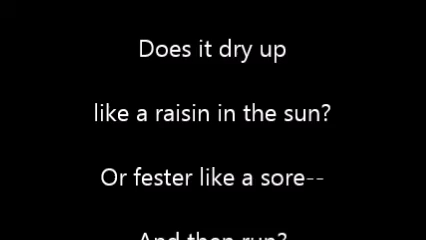 Does it dry up
like a raisin in the sun?
Or fester like a sore--
And then run?